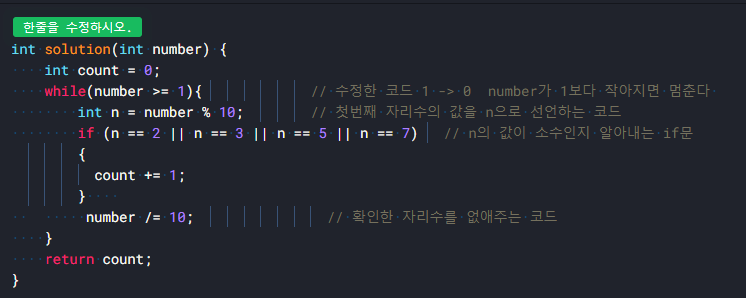 한줄을 수정하시오.
int solution(int number) {
    int count = 0;
    while(number >= 1){ // 수정한 코드 1 -> 0 number가 1보다 작아지면 멈춘다
        int n = number % 10; // 첫번째 자리수의 값을 n으로 선언하는 코드
        if (n == 2 || n == 3 || n == 5 || n == 7) // n의 값이 소수인지 알아내는 if문
        {
          count += 1;
        }
         number /= 10; // 확인한 자리수를 없애주는 코드
    }
    return count;
}